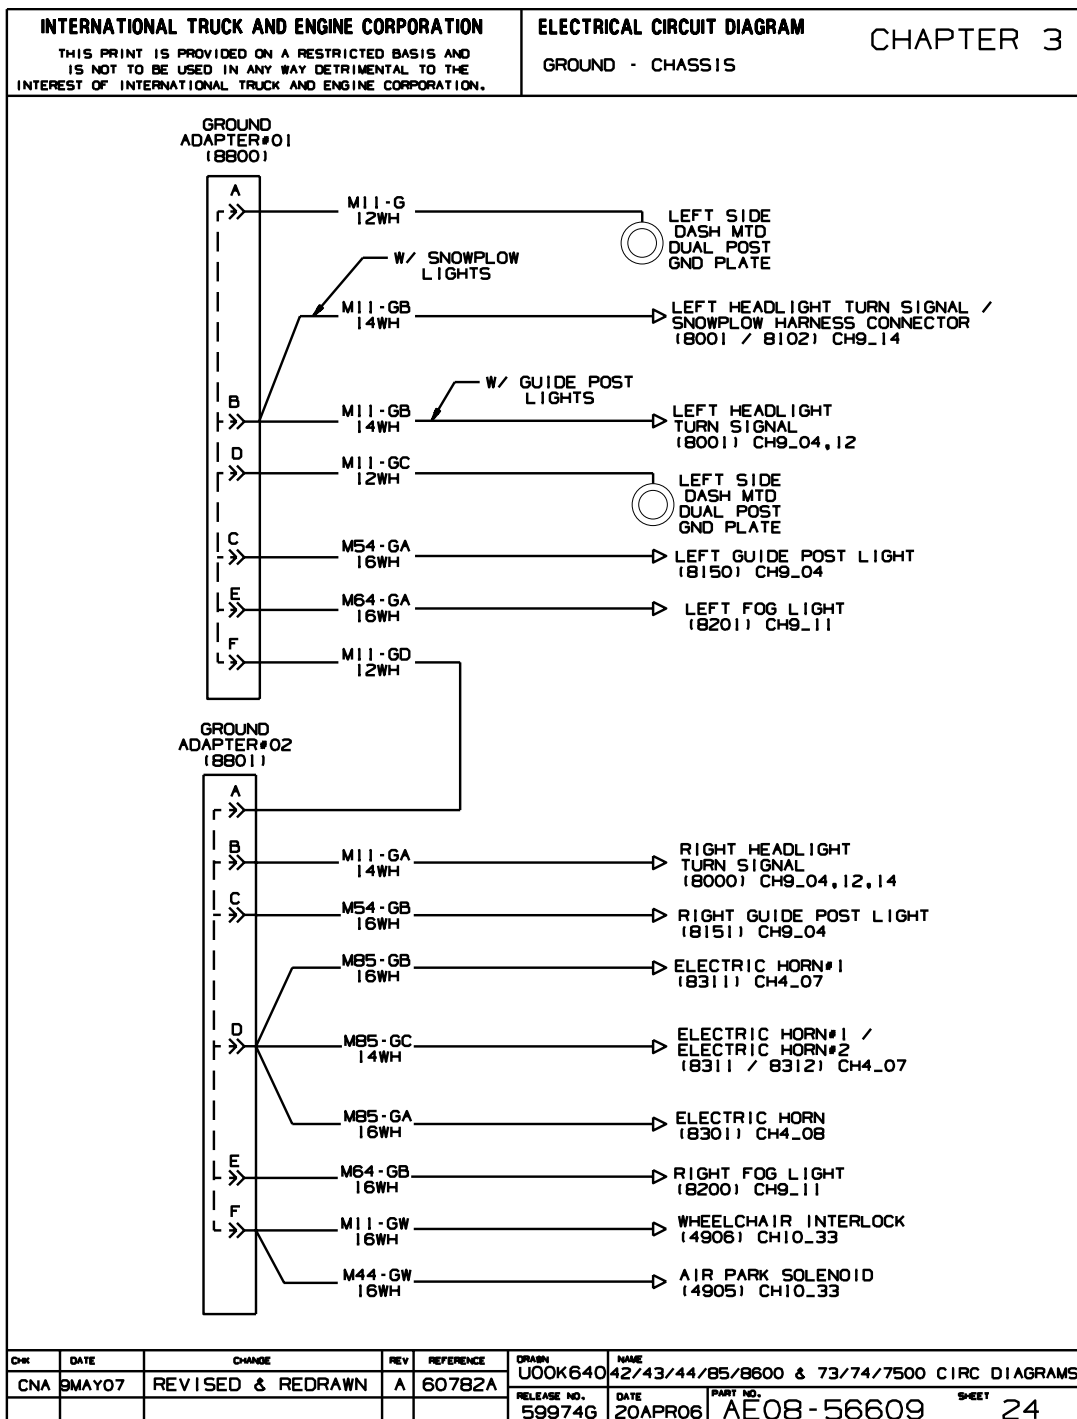 INTERNATIONAL TRUCK AND ENGINE CORPORATION
THIS PRINT IS PROVIDED ON A RESTRICTED BASIS AND
IS NOT TO BE USED IN ANY WAY DETRIMENTAL TO THE
INTEREST OF INTERNATIONAL TRUCK AND ENGINE CORPORATION.
ELECTRICAL CIRCUIT DIAGRAM
GROUND - CHASSIS
CHAPTER 3
GROUND
ADAPTER#01
(8800)
A
M11-G
12WH
LEFT SIDE
DASH MTD
DUAL POST
GND PLATE
W/ SNOWPLOW
LIGHTS
M11-GB
14WH
LEFT HEADLIGHT TURN SIGNAL /
SNOWPLOW HARNESS CONNECTOR
(8001 / 8102) CH9_14
W/ GUIDE POST
LIGHTS
B
M11-GB
14WH
LEFT HEADLIGHT
TURN SIGNAL
(8001) CH9_04,12
D
M11-GC
12WH
LEFT SIDE
DASH MTD
DUAL POST
GND PLATE
C
M54-GA
16WH
LEFT GUIDE POST LIGHT
(8150) CH9_04
E
M64-GA
16WH
LEFT FOG LIGHT
(8201) CH9_11
F
M11-GD
12WH
GROUND
ADAPTER#02
(8801)
A
B
M11-GA
14WH
RIGHT HEADLIGHT
TURN SIGNAL
(8000) CH9_04,12,14
C
M54-GB
16WH
RIGHT GUIDE POST LIGHT
(8151) CH9_04
M85-GB
16WH
ELECTRIC HORN#1
(8311) CH4_07
D
M85-GC
14WH
ELECTRIC HORN#1 /
ELECTRIC HORN#2
(8311 / 8312) CH4_07
M85-GA
16WH
ELECTRIC HORN
(8301) CH4_08
E
M64-GB
16WH
RIGHT FOG LIGHT
(8200) CH9_11
F
M11-GW
16WH
WHEELCHAIR INTERLOCK
(4906) CH10_33
M44-GW
16WH
AIR PARK SOLENOID
(4905) CH10_33
CHK DATE CHANGE REV REFERENCE
CNA 9MAY07 REVISED & REDRAWN A 60782A
DRAWN U00K640
NAME 42/43/44/85/8600 & 73/74/7500 CIRC DIAGRAMS
RELEASE NO. 59974G
DATE 20APR06
PART NO. AE08-56609
SHEET 24